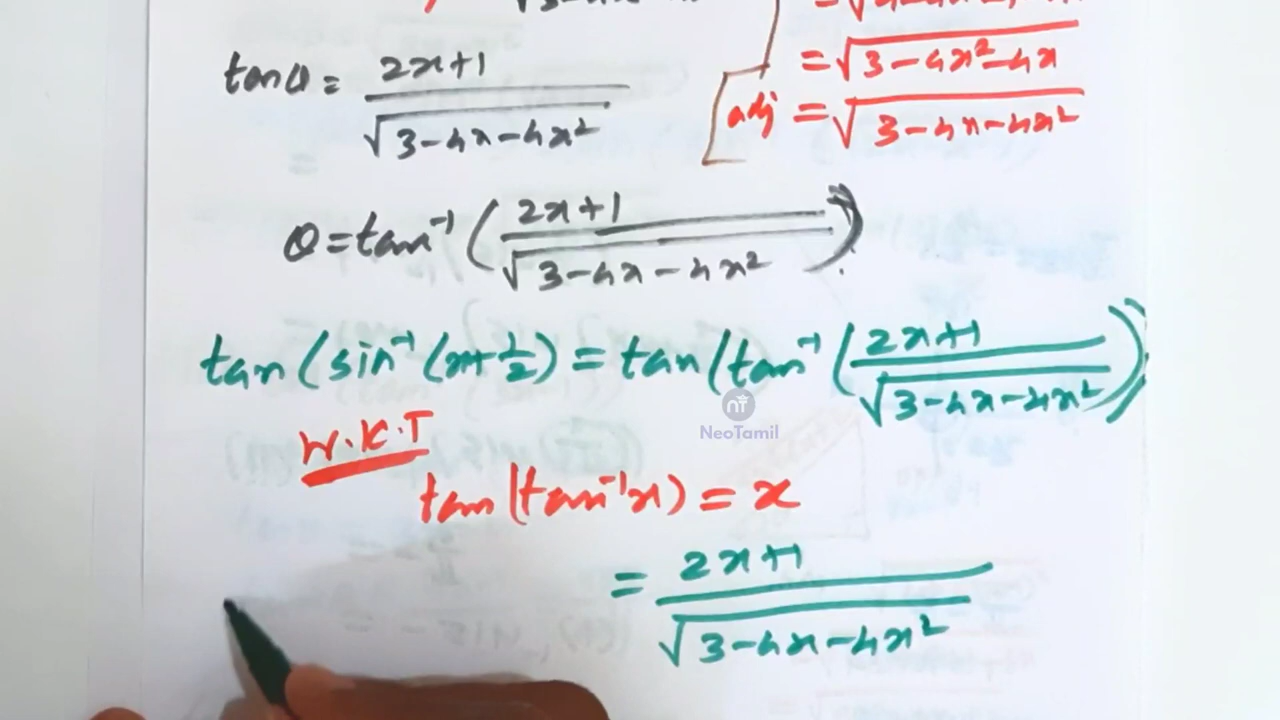 = √3-4x²-4x
tanθ = 2x+1 / √3-4x-4x²
adj = √3-4x-4x²
θ = tan⁻¹ ( 2x+1 / √3-4x-4x² ) .
tan (sin⁻¹ (x+½) = tan (tan⁻¹ ( 2x+1 / √3-4x-4x² ))
W.K.T
tan (tan⁻¹x) = x
= 2x+1 / √3-4x-4x²
NT
NeoTamil